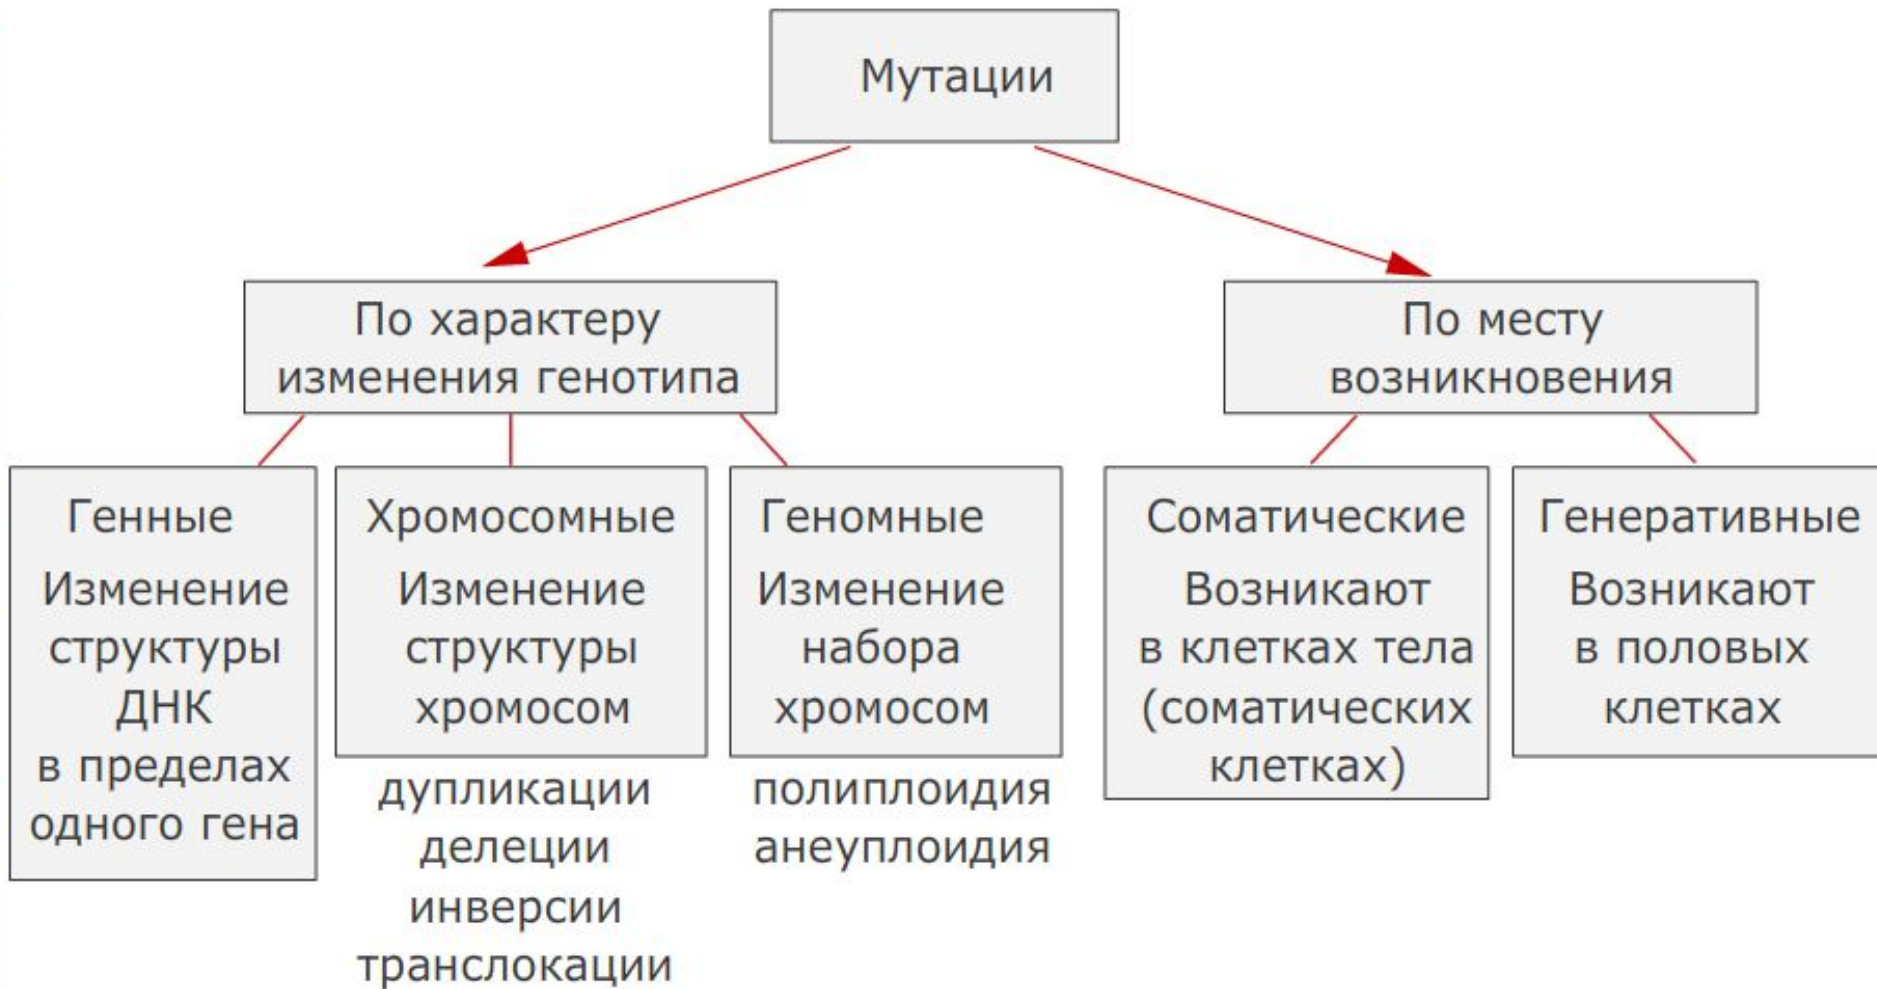 Мутации
По характеру
изменения генотипа
По месту
возникновения
Генные
Изменение
структуры
ДНК
в пределах
одного гена
Хромосомные
Изменение
структуры
хромосом
дупликации
делеции
инверсии
транслокации
Геномные
Изменение
набора
хромосом
полиплоидия
анеуплоидия
Соматические
Возникают
в клетках тела
(соматических
клетках)
Генеративные
Возникают
в половых
клетках